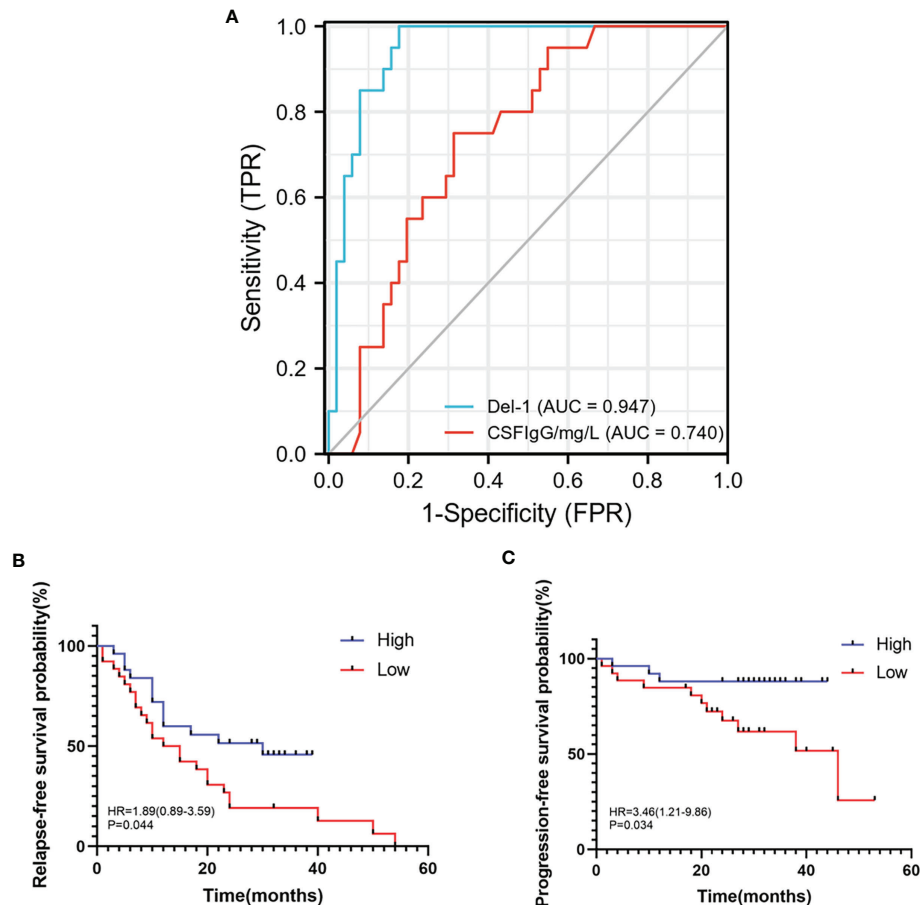 A
Sensitivity (TPR)
1.0
0.8
0.6
0.4
0.2
0.0
Del-1 (AUC = 0.947)
CSFIgG/mg/L (AUC = 0.740)
0.0 0.2 0.4 0.6 0.8 1.0
1-Specificity (FPR)
B
Relapse-free survival probability(%)
100
50
0
High
Low
HR=1.89(0.89-3.59)
P=0.044
0 20 40 60
Time(months)
C
Progression-free survival probability(%)
100
50
0
High
Low
HR=3.46(1.21-9.86)
P=0.034
0 20 40 60
Time(months)